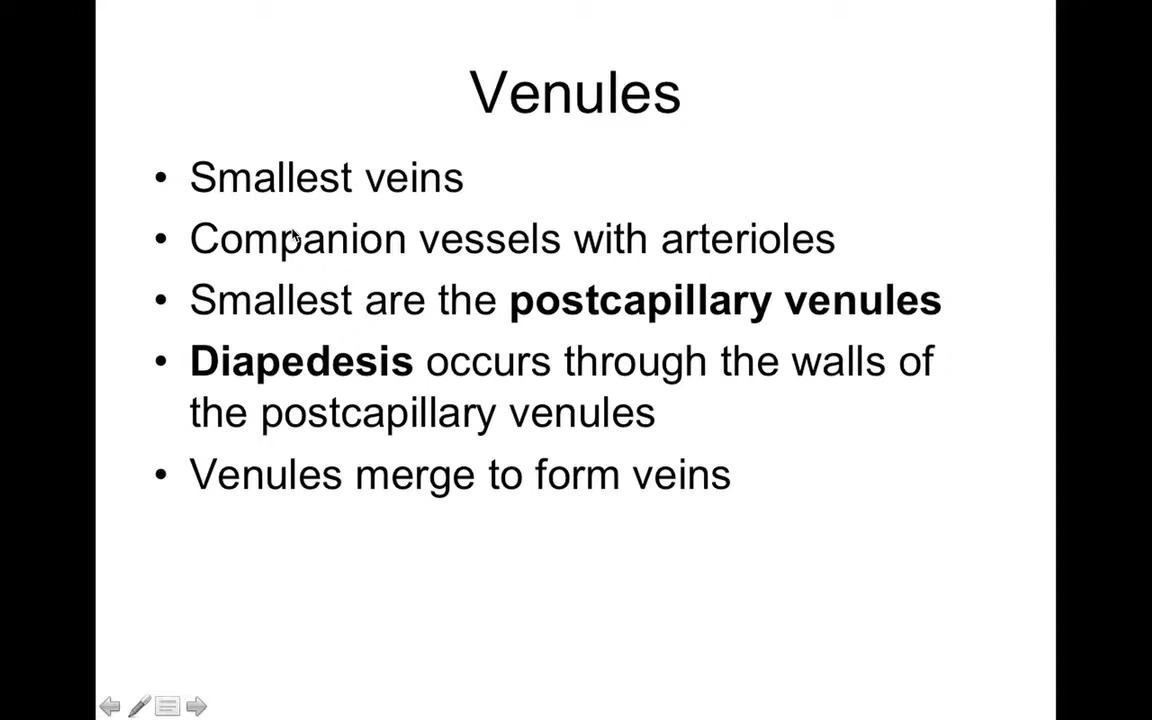 Venules
• Smallest veins
• Companion vessels with arterioles
• Smallest are the postcapillary venules
• Diapedesis occurs through the walls of
the postcapillary venules
• Venules merge to form veins